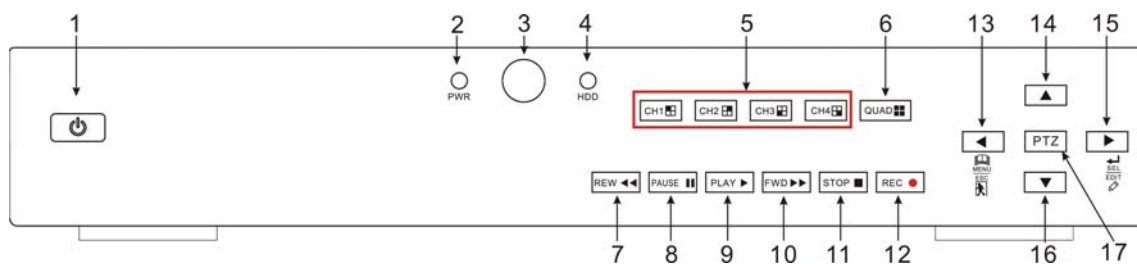 1 2 3 4 5 6 13 14 15
PWR HDD
CH1 CH2 CH3 CH4 QUAD
PTZ
MENU
ESC
SEL
EDIT
REW PAUSE PLAY FWD STOP REC
7 8 9 10 11 12 16 17